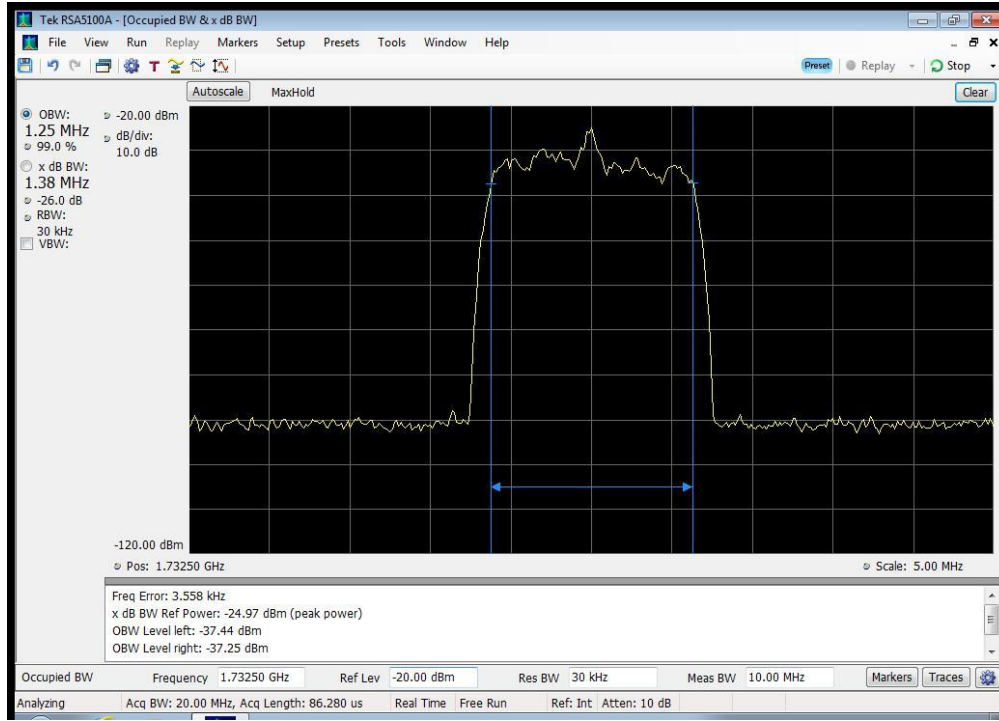 Tek RSA5100A - [Occupied BW & x dB BW]
File View Run Replay Markers Setup Presets Tools Window Help
T Preset Replay Stop
Autoscale MaxHold Clear
OBW:
1.25 MHz
99.0 %
x dB BW:
1.38 MHz
-26.0 dB
RBW:
30 kHz
VBW:
-20.00 dBm
dB/div:
10.0 dB
-120.00 dBm
Pos: 1.73250 GHz Scale: 5.00 MHz
Freq Error: 3.558 kHz
x dB BW Ref Power: -24.97 dBm (peak power)
OBW Level left: -37.44 dBm
OBW Level right: -37.25 dBm
Occupied BW Frequency 1.73250 GHz Ref Lev -20.00 dBm Res BW 30 kHz Meas BW 10.00 MHz Markers Traces
Analyzing Acq BW: 20.00 MHz, Acq Length: 86.280 us Real Time Free Run Ref: Int Atten: 10 dB